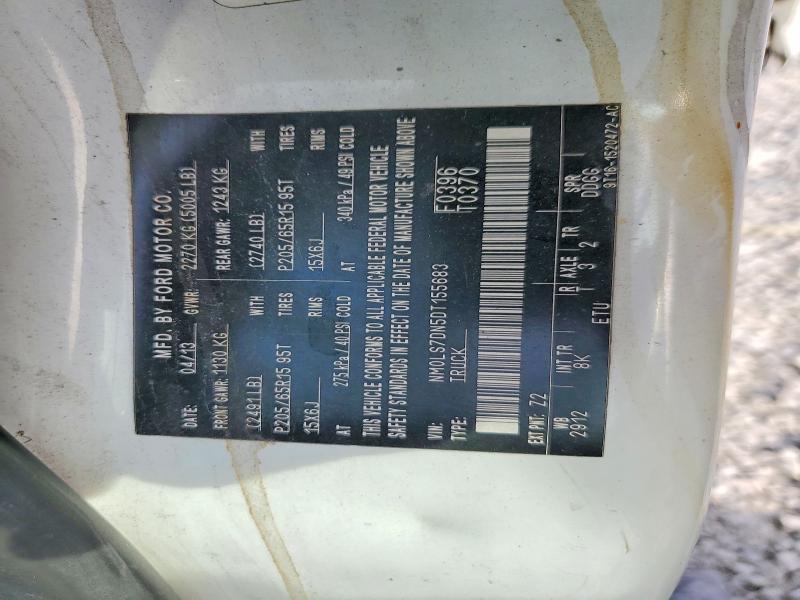 MFD. BY FORD MOTOR CO.
DATE: 04/13 GVWR: 2270 KG (5005 LB)
FRONT GAWR: 1130 KG REAR GAWR: 1243 KG
(2491 LB) WITH (2740 LB) WITH
P205/65R15 95T TIRES P205/65R15 95T TIRES
15X6J RIMS 15X6J RIMS
AT 275 kPa / 40 PSI COLD AT 340 kPa / 49 PSI COLD
THIS VEHICLE CONFORMS TO ALL APPLICABLE FEDERAL MOTOR VEHICLE
SAFETY STANDARDS IN EFFECT ON THE DATE OF MANUFACTURE SHOWN ABOVE
VIN: NM0LS7DN5DT155683 F0396
TYPE: TRUCK T0370
EXT PNT: Z2
WB INT TR R AXLE TR SPR
2912 8K T 3 2 DDGG
ETU 9T16-1520472-AC